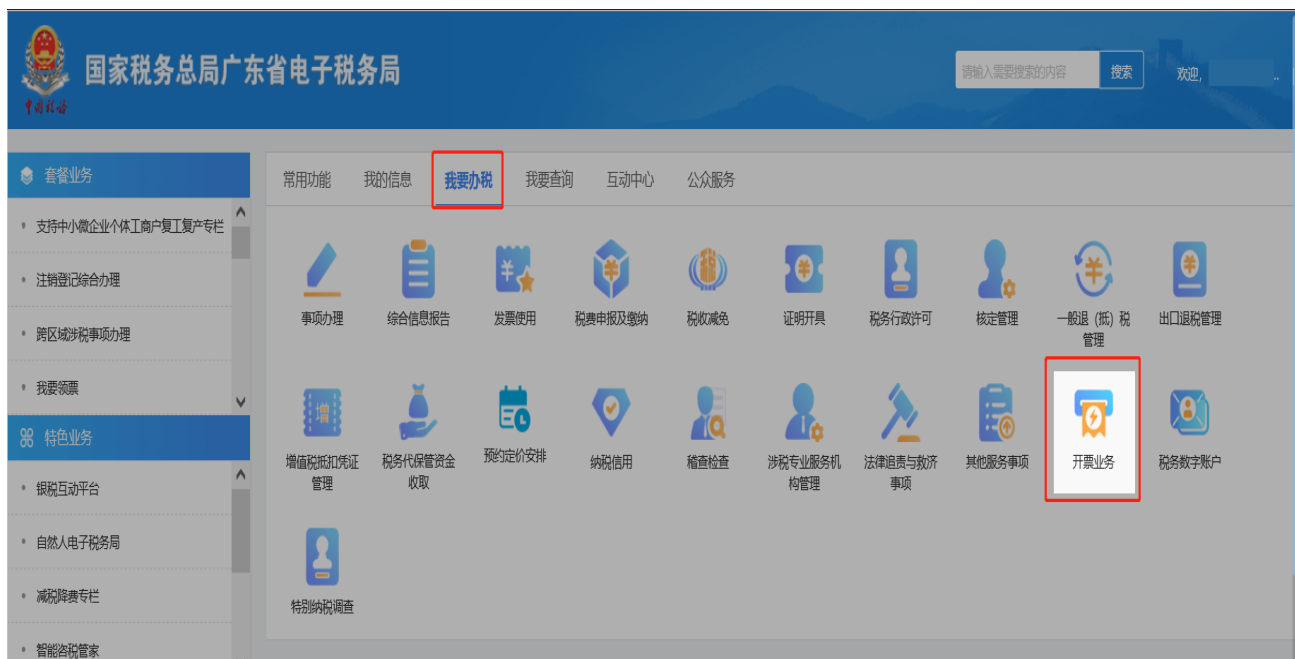 国家税务总局广东省电子税务局
中国税务
请输入需要搜索的内容
搜索
欢迎,
..
套餐业务
支持中小微企业个体工商户复工复产专栏
注销登记综合办理
跨区域涉税事项办理
我要领票
特色业务
银税互动平台
自然人电子税务局
减税降费专栏
智能咨税管家
常用功能 我的信息 我要办税 我要查询 互动中心 公众服务
事项办理 综合信息报告 发票使用 税费申报及缴纳 税收减免 证明开具 税务行政许可 核定管理 一般退（抵）税 出口退税管理
管理
增
增值税抵扣凭证 税务代保管资金 预约定价安排 纳税信用 稽查检查 涉税专业服务机 法律追责与救济 其他服务事项 开票业务 税务数字账户
管理 收取 构管理 事项
特别纳税调查